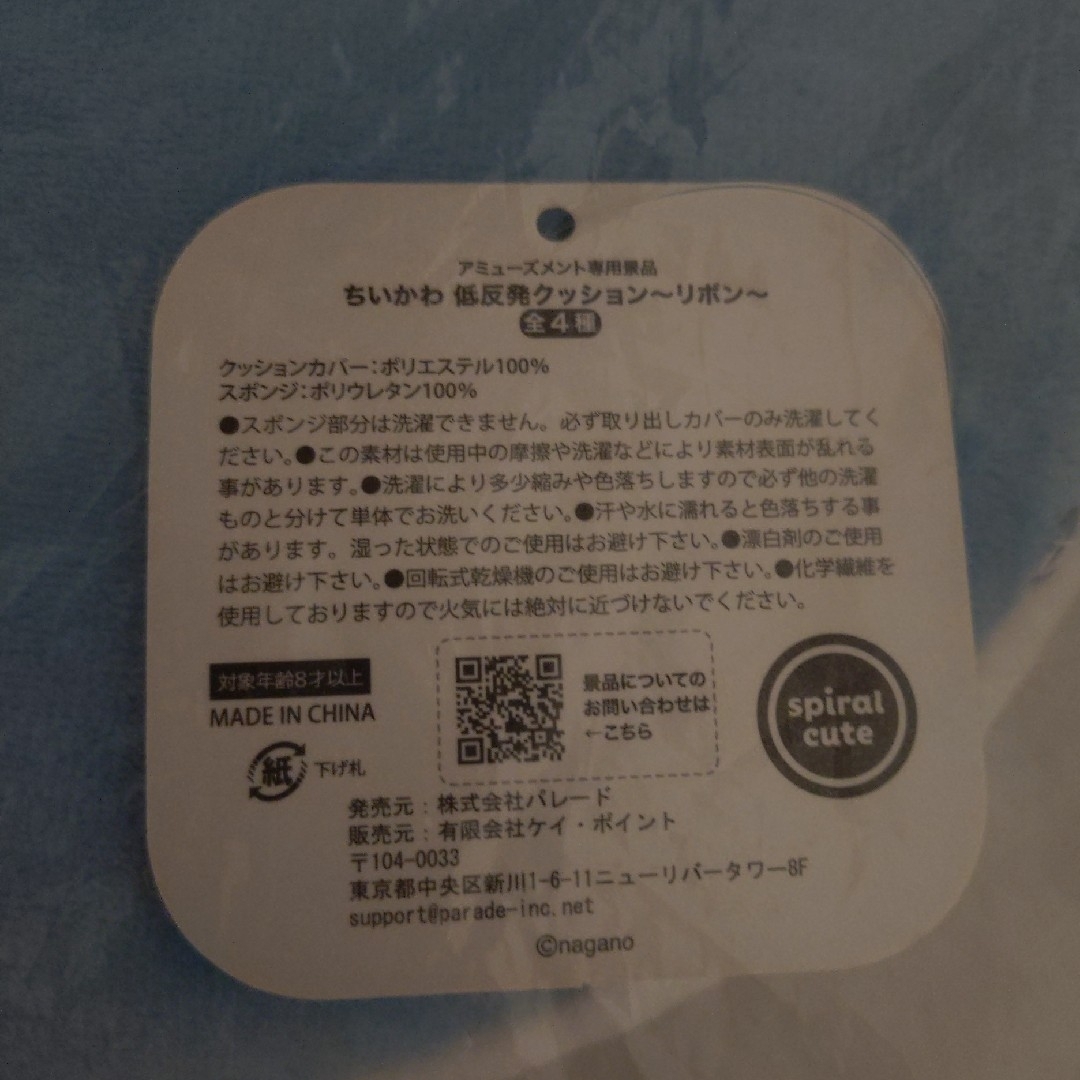 アミューズメント専用景品
ちいかわ 低反発クッション〜リボン〜
全4種
クッションカバー：ポリエステル100%
スポンジ：ポリウレタン100%
●スポンジ部分は洗濯できません。必ず取り出しカバーのみ洗濯してく
ださい。●この素材は使用中の摩擦や洗濯などにより素材表面が乱れる
事があります。●洗濯により多少縮みや色落ちしますので必ず他の洗濯
ものと分けて単体でお洗いください。●汗や水に濡れると色落ちする事
があります。湿った状態でのご使用はお避け下さい。●漂白剤のご使用
はお避け下さい。●回転式乾燥機のご使用はお避け下さい。●化学繊維を
使用しておりますので火気には絶対に近づけないでください。
対象年齢8才以上
MADE IN CHINA
紙 下げ札
景品についての
お問い合わせは
←こちら
spiral
cute
発売元：株式会社パレード
販売元：有限会社ケイ・ポイント
〒104-0033
東京都中央区新川1-6-11ニューリバータワー8F
support@parade-inc.net
©nagano